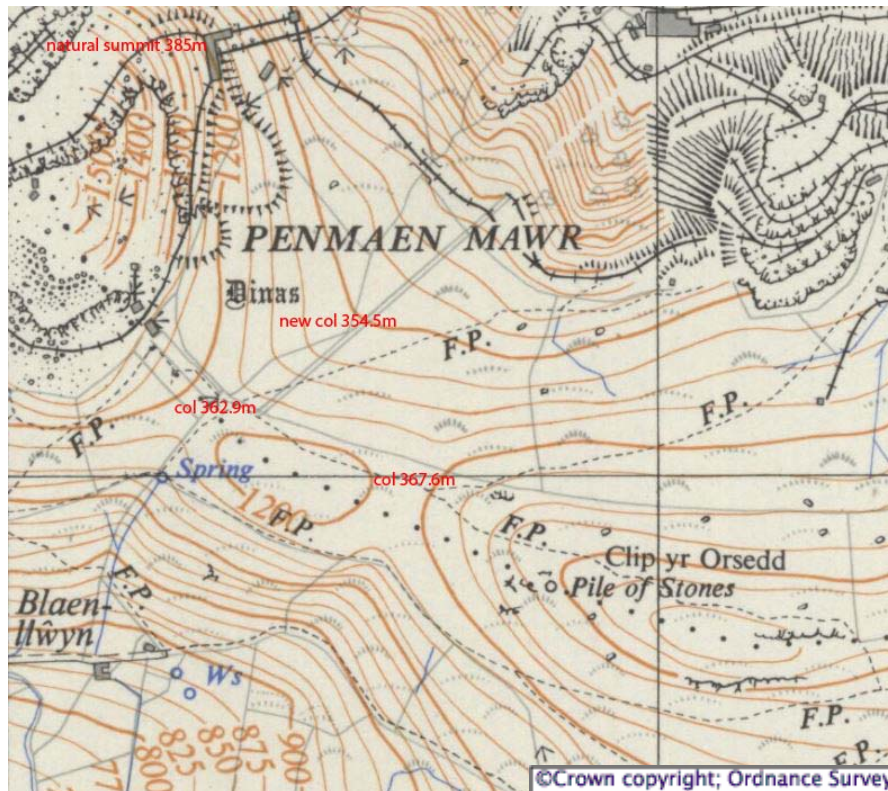 natural summit 385m
1500
1400
1200
PENMAEN MAWR
Dinas
new col 354.5m
F.P.
F.P.
F.P.
col 362.9m
Spring
col 367.6m
1200
F.P.
F.P.
Clip yr Orsedd
Pile of Stones
F.P.
Blaen-
llŵyn
Ws
F.P.
F.P.
900
875
850
825
800
©Crown copyright; Ordnance Survey